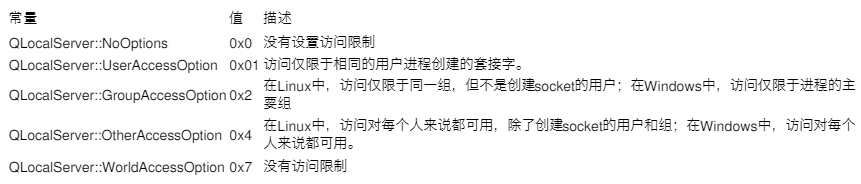 常量 值 描述
QLocalServer::NoOptions 0x0 没有设置访问限制
QLocalServer::UserAccessOption 0x01 访问仅限于相同的用户进程创建的套接字。
在Linux中，访问仅限于同一组，但不是创建socket的用户；在Windows中，访问仅限于进程的主
QLocalServer::GroupAccessOption 0x2
要组
在Linux中，访问对每个人来说都可用，除了创建socket的用户和组；在Windows中，访问对每个
QLocalServer::OtherAccessOption 0x4
人来说都可用。
QLocalServer::WorldAccessOption 0x7 没有访问限制